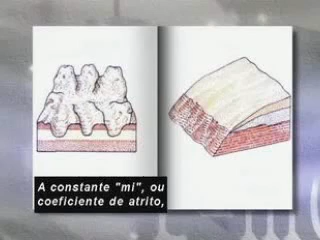 A constante "mi", ou
coeficiente de atrito,